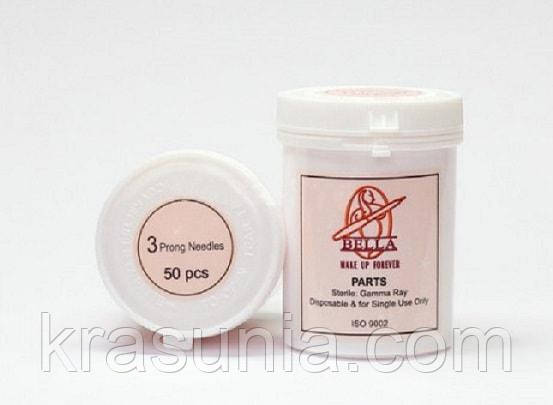 3 Prong Needles
50 pcs
BELLA
MAKE UP FOREVER
PARTS
Sterile: Gamma Ray
Disposable & for Single Use Only
ISO 9002
krasunia.com.ua